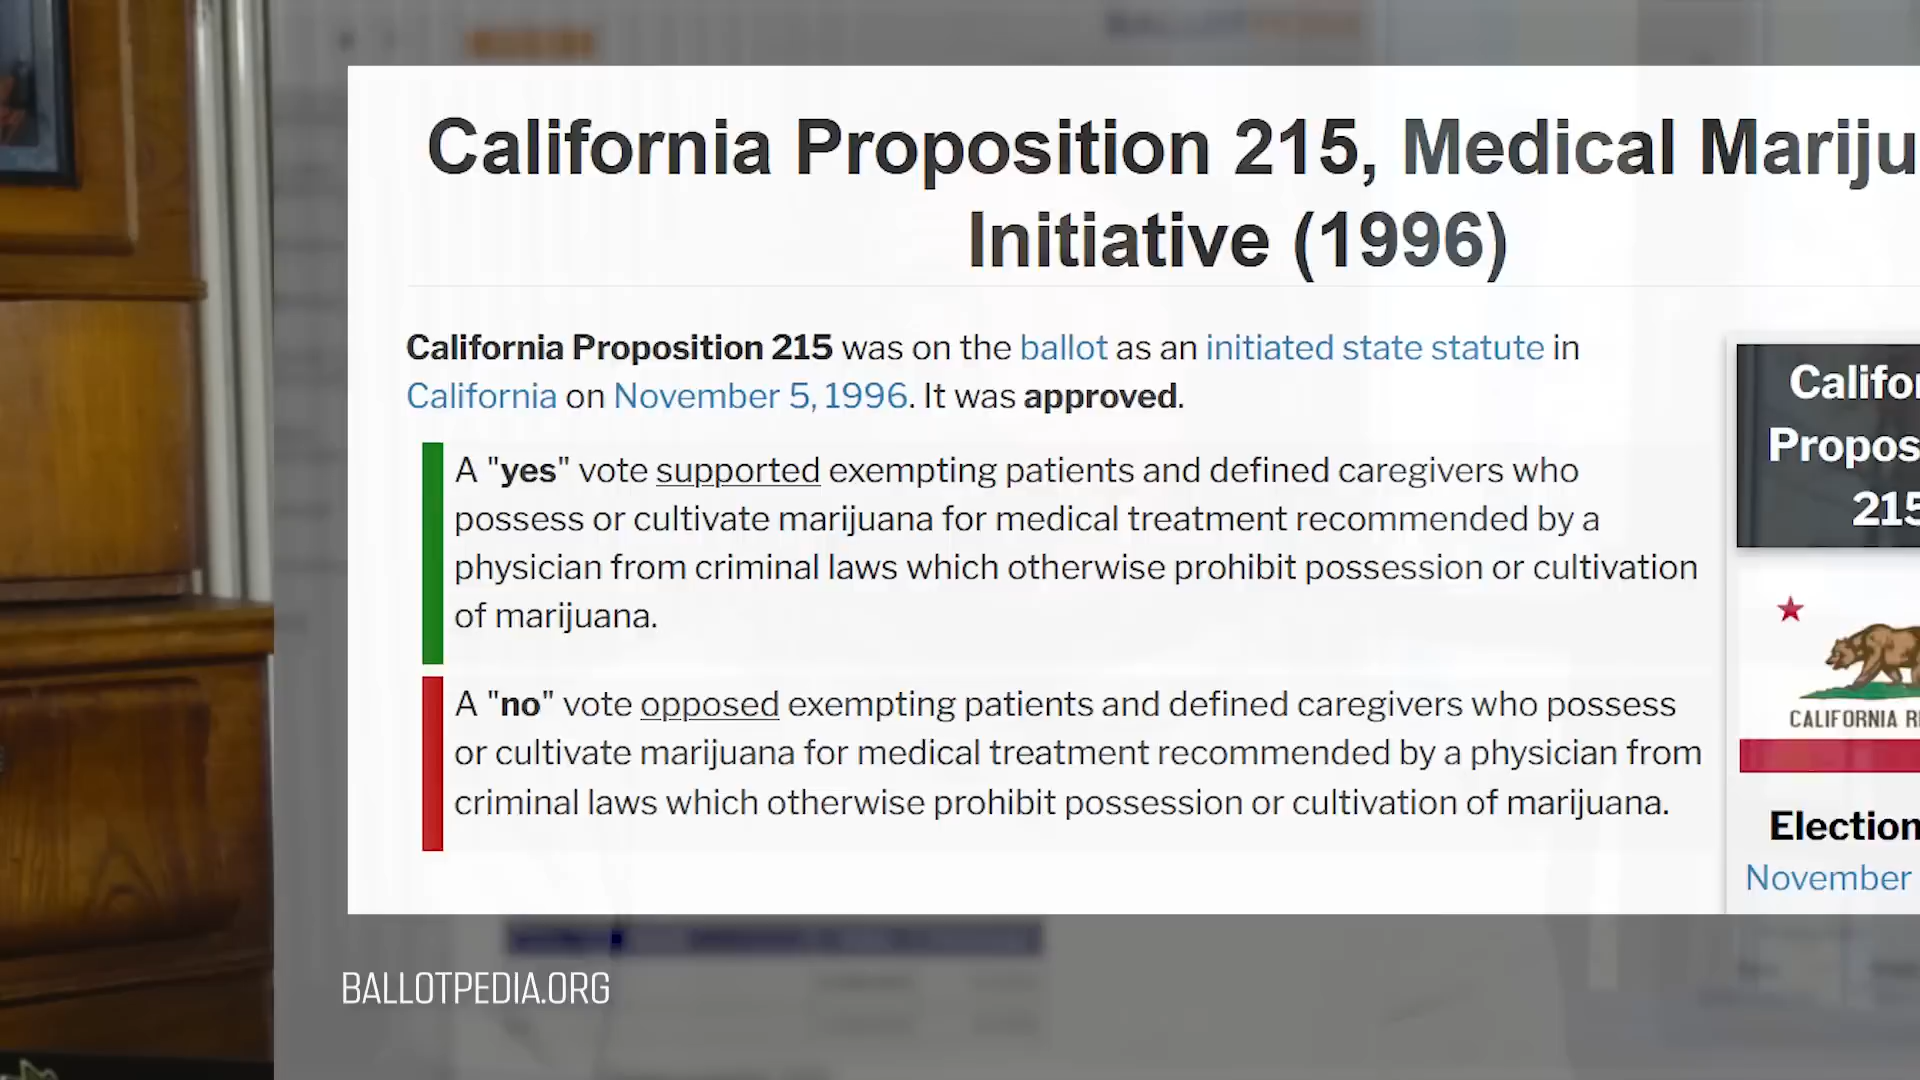 California Proposition 215, Medical Mariju
Initiative (1996)
California Proposition 215 was on the ballot as an initiated state statute in
California on November 5, 1996. It was approved.
A "yes" vote supported exempting patients and defined caregivers who
possess or cultivate marijuana for medical treatment recommended by a
physician from criminal laws which otherwise prohibit possession or cultivation
of marijuana.
A "no" vote opposed exempting patients and defined caregivers who possess
or cultivate marijuana for medical treatment recommended by a physician from
criminal laws which otherwise prohibit possession or cultivation of marijuana.
Califor
Propos
215
CALIFORNIA RE
Election
November
BALLOTPEDIA.ORG